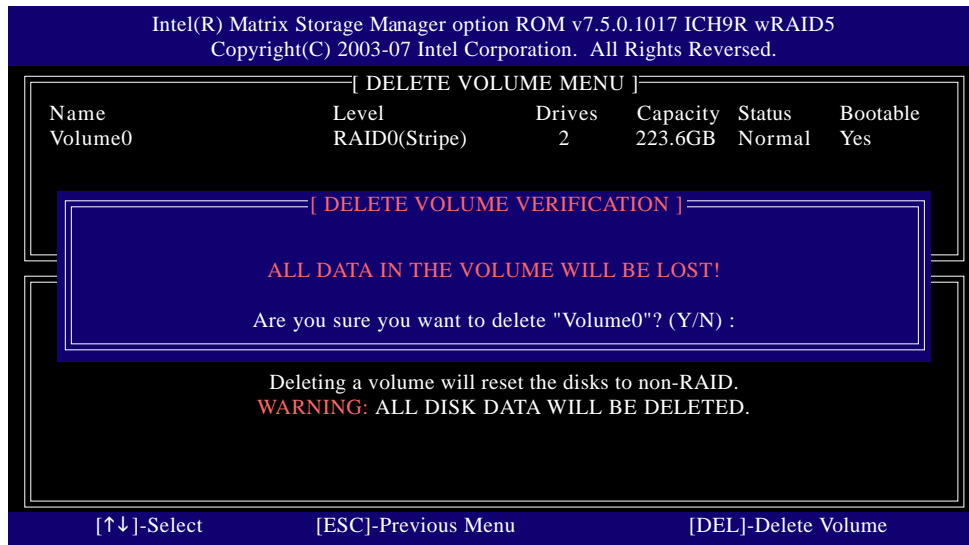 Intel(R) Matrix Storage Manager option ROM v7.5.0.1017 ICH9R wRAID5
Copyright(C) 2003-07 Intel Corporation. All Rights Reversed.
[ DELETE VOLUME MENU ]
Name Level Drives Capacity Status Bootable
Volume0 RAID0(Stripe) 2 223.6GB Normal Yes
[ DELETE VOLUME VERIFICATION ]
ALL DATA IN THE VOLUME WILL BE LOST!
Are you sure you want to delete "Volume0"? (Y/N) :
Deleting a volume will reset the disks to non-RAID.
WARNING: ALL DISK DATA WILL BE DELETED.
[↑↓]-Select [ESC]-Previous Menu [DEL]-Delete Volume